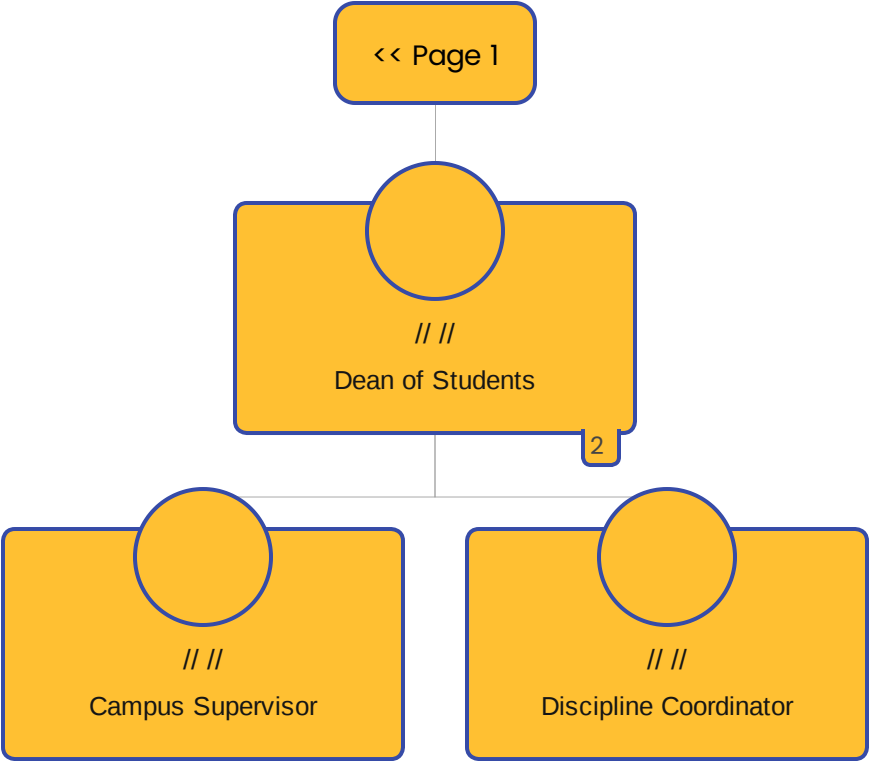 << Page 1
// //
Dean of Students
2
// //
Campus Supervisor
// //
Discipline Coordinator